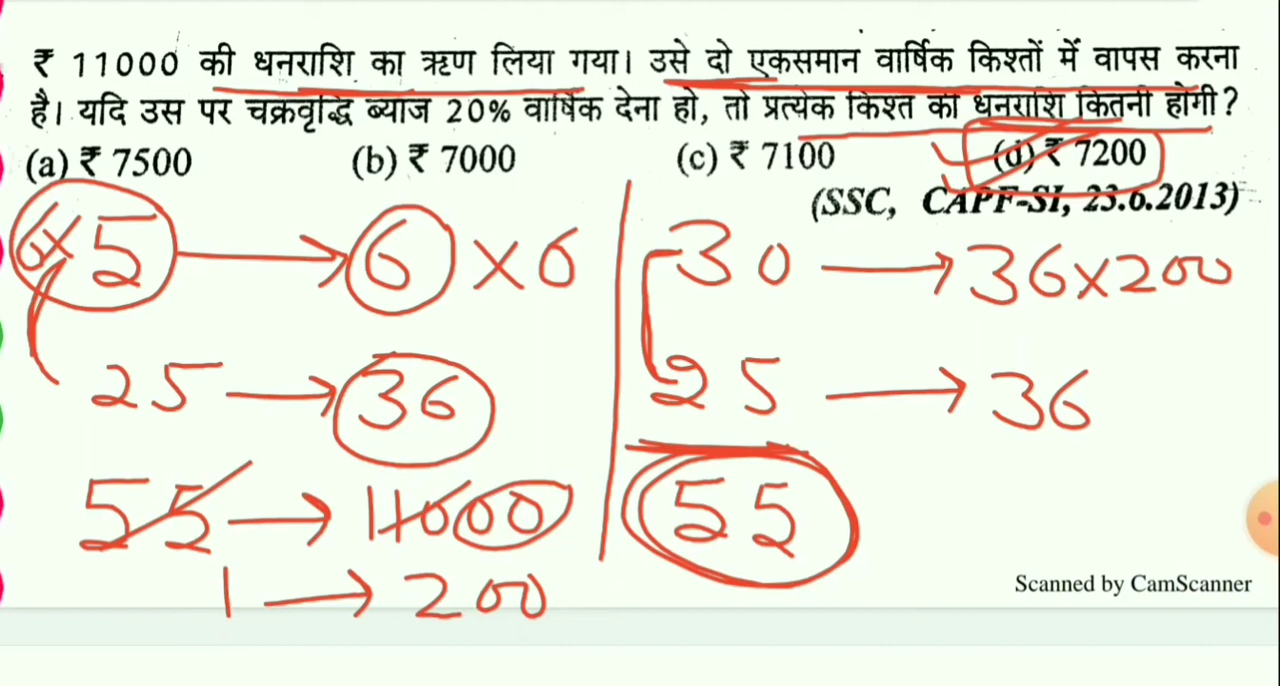 ₹ 11000 की धनराशि का ऋण लिया गया। उसे दो एकसमान वार्षिक किश्तों में वापस करना
है। यदि उस पर चक्रवृद्धि ब्याज 20% वार्षिक देना हो, तो प्रत्येक किश्त की धनराशि कितनी होगी?
(a) ₹ 7500 (b) ₹ 7000 (c) ₹ 7100 (d) ₹ 7200
(SSC, CAPF-SI, 23.6.2013)
6×5 → 6 × 6
25 → 36
55 → 11000
1 → 200
30 → 36×200
25 → 36
55
Scanned by CamScanner